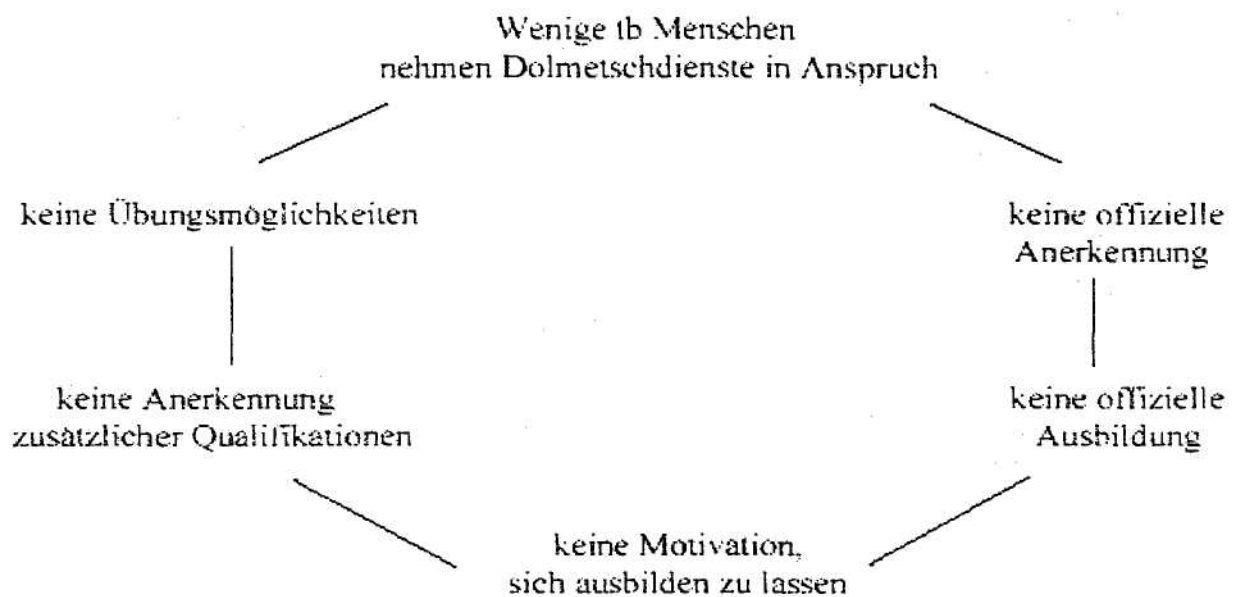 Wenige tb Menschen
nehmen Dolmetschdienste in Anspruch
keine Übungsmöglichkeiten
keine offizielle
Anerkennung
keine Anerkennung
zusätzlicher Qualifikationen
keine offizielle
Ausbildung
keine Motivation,
sich ausbilden zu lassen